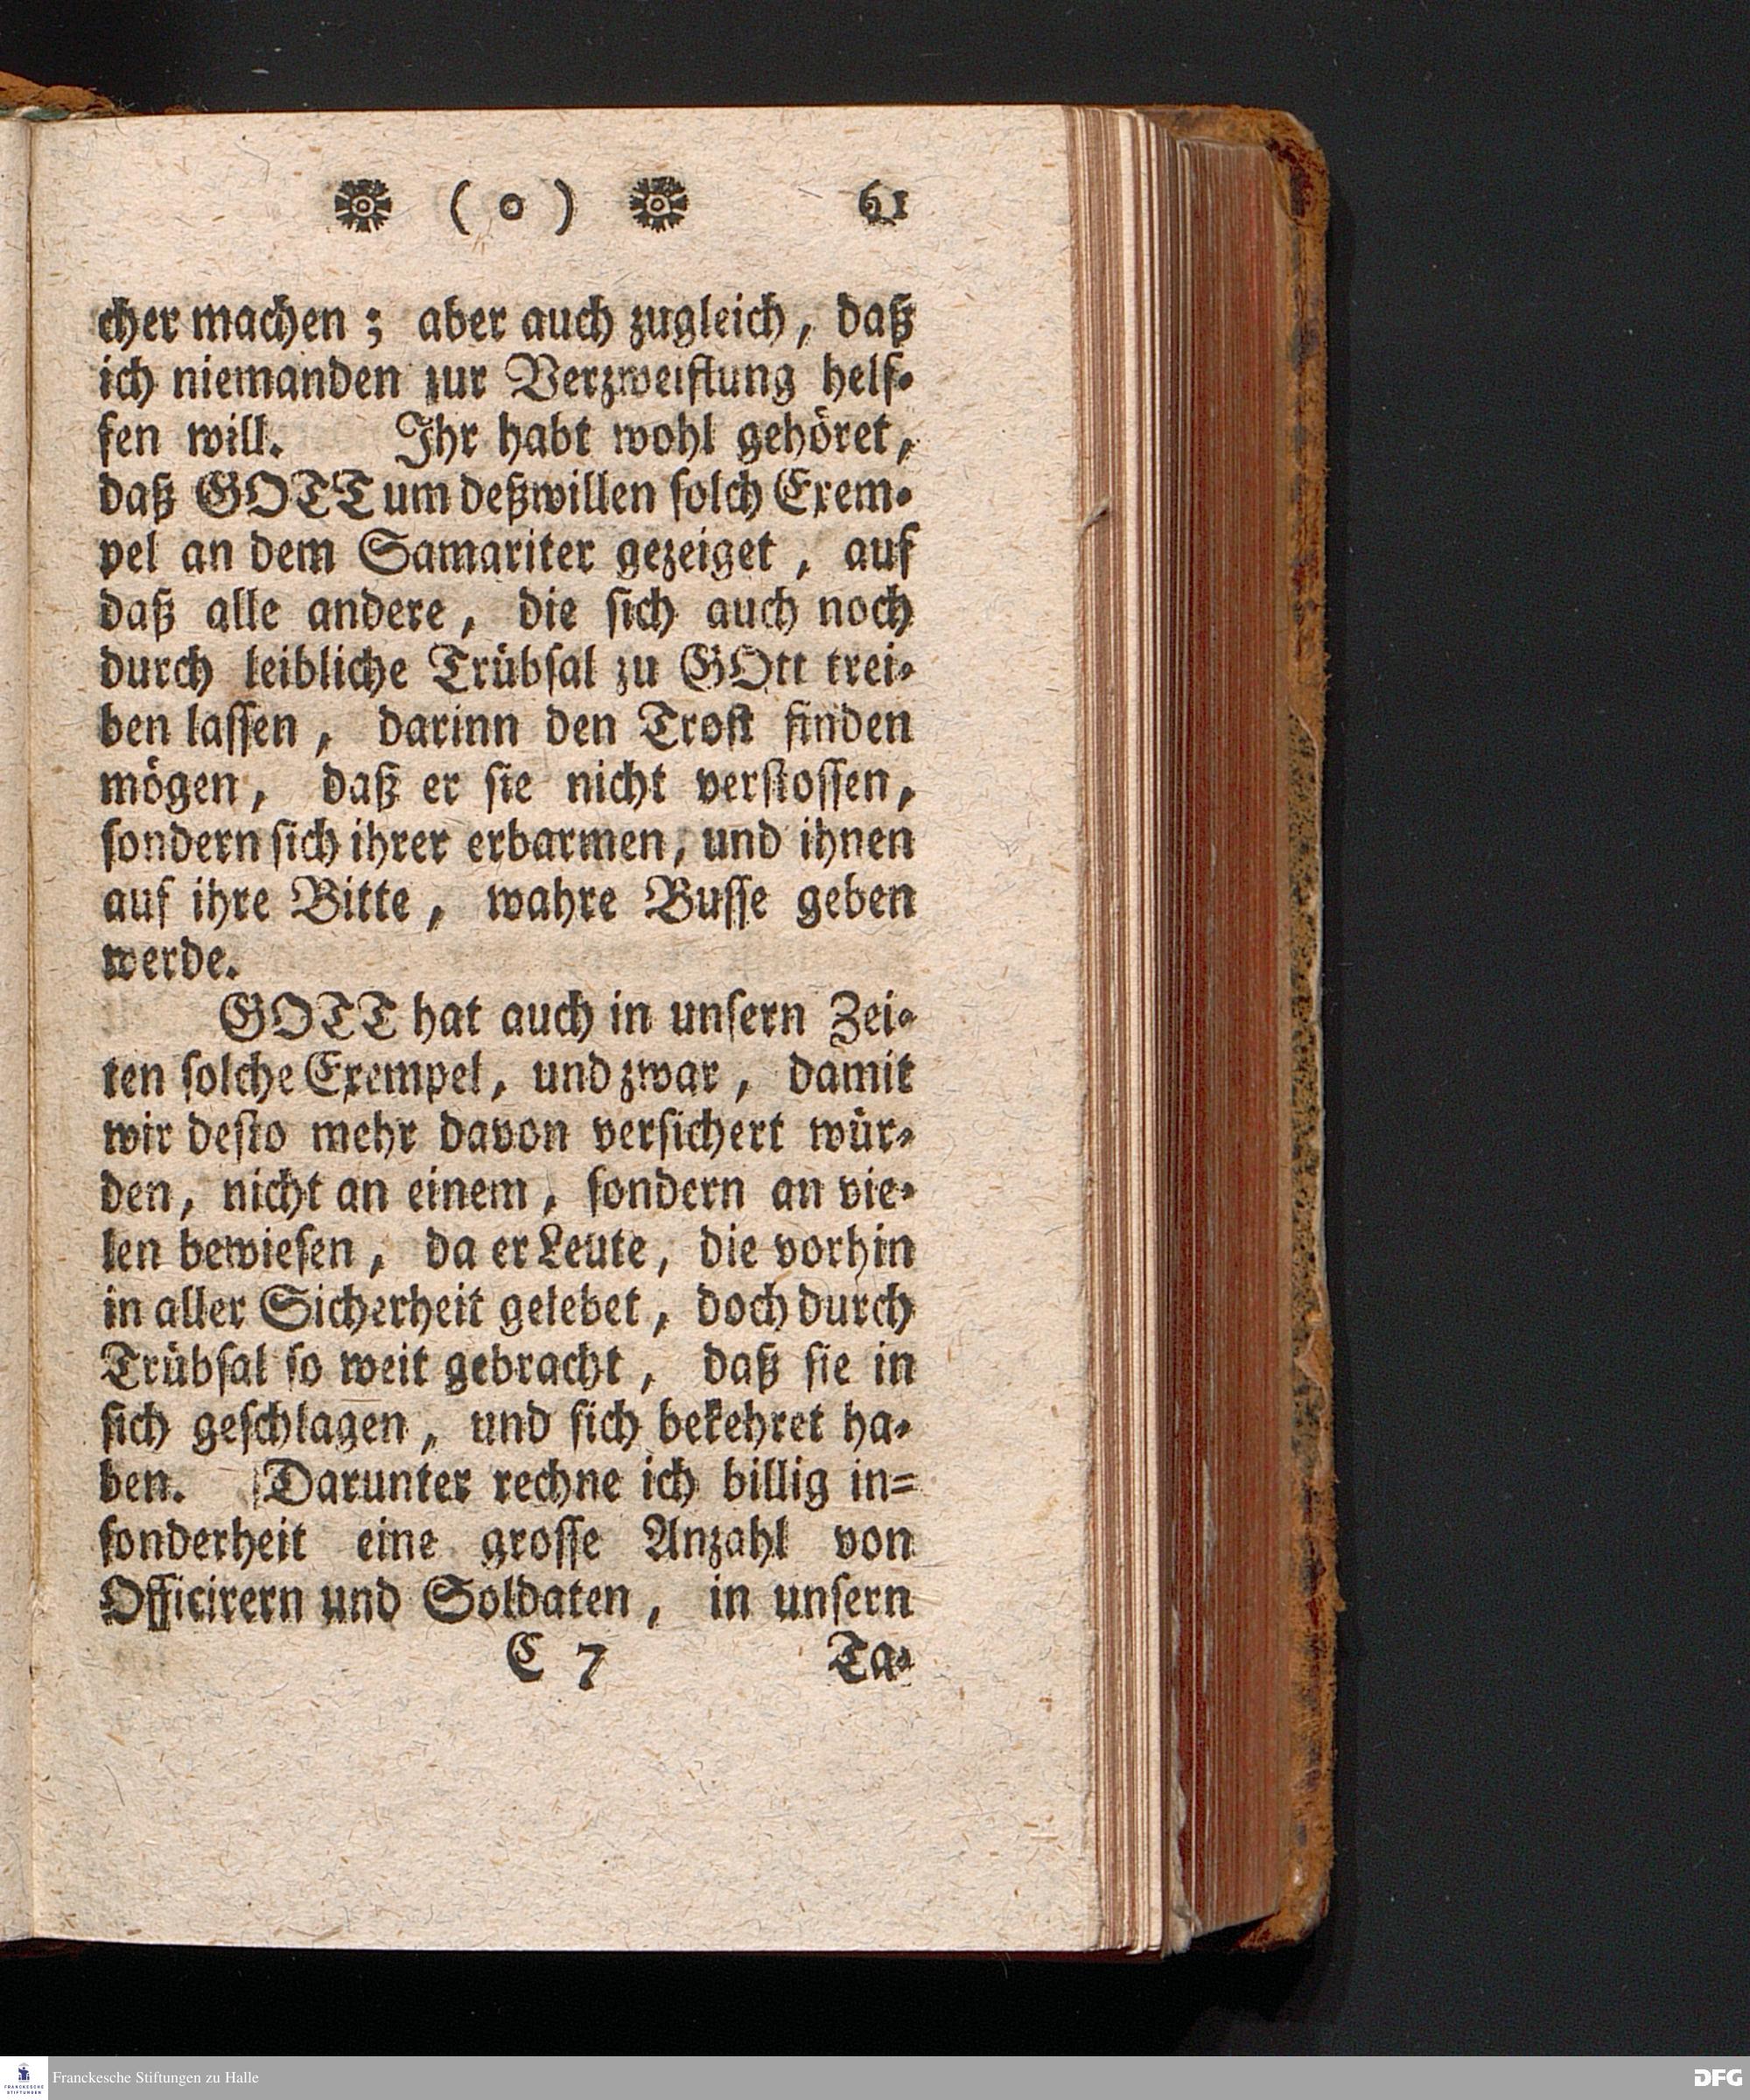 ❁ ( o ) ❁ 61
cher machen; aber auch zugleich, daß
ich niemanden zur Verzweiflung helf-
fen will. Ihr habt wohl gehöret,
daß GOTT um deßwillen solch Exem-
pel an dem Samariter gezeiget, auf
daß alle andere, die sich auch noch
durch leibliche Trübsal zu GOtt trei-
ben lassen, darinn den Trost finden
mögen, daß er sie nicht verstossen,
sondern sich ihrer erbarmen, und ihnen
auf ihre Bitte, wahre Busse geben
werde.
GOTT hat auch in unsern Zei-
ten solche Exempel, und zwar, damit
wir desto mehr davon versichert wür-
den, nicht an einem, sondern an vie-
len bewiesen, da er Leute, die vorhin
in aller Sicherheit gelebet, doch durch
Trübsal so weit gebracht, daß sie in
sich geschlagen, und sich bekehret ha-
ben. Darunter rechne ich billig in=
sonderheit eine grosse Anzahl von
Officirern und Soldaten, in unsern
C 7 Ta-
FRANCKESCHE
STIFTUNGEN
Franckesche Stiftungen zu Halle
DFG